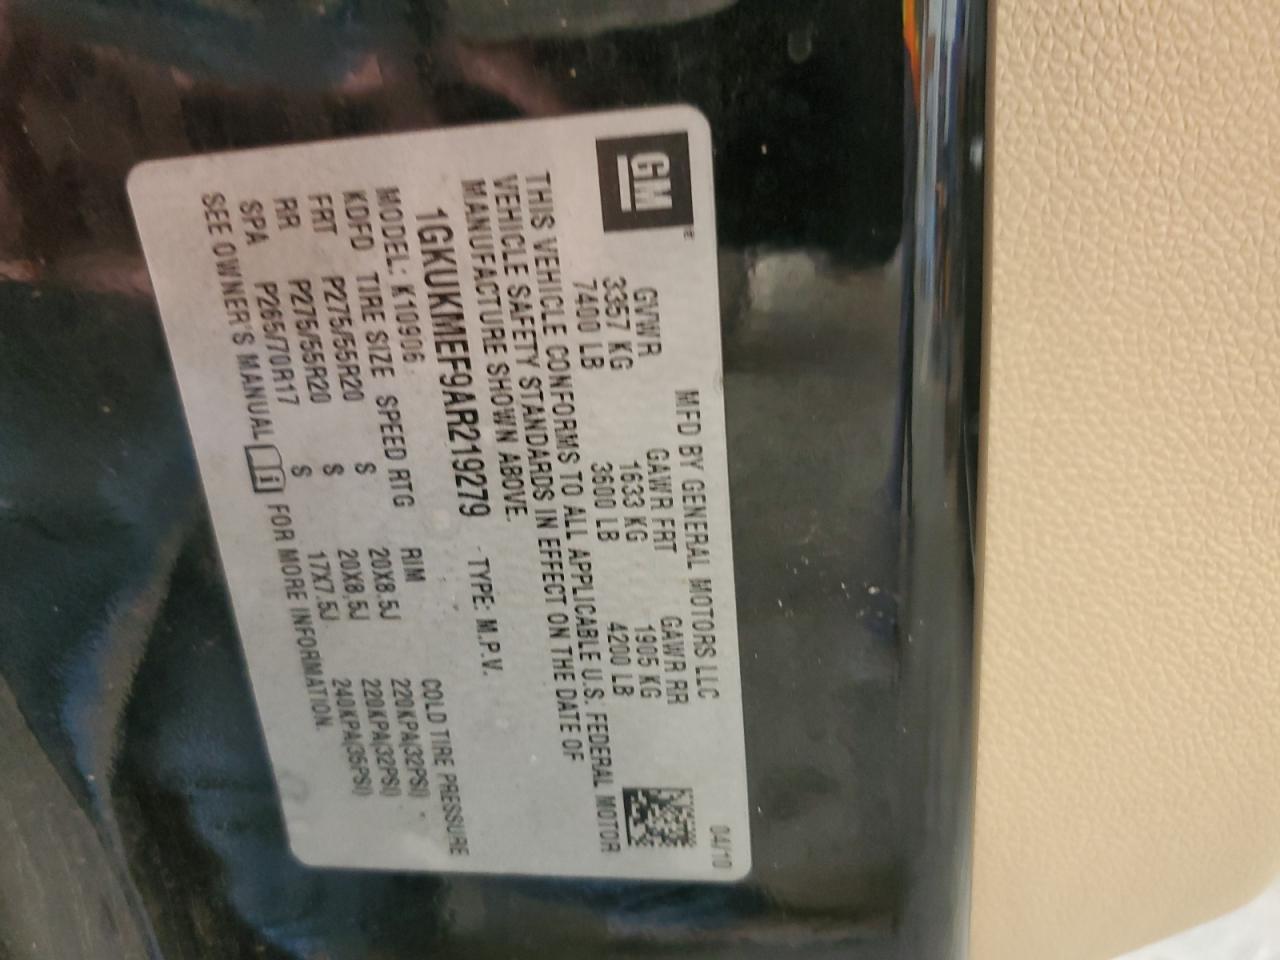 GM
MFD BY GENERAL MOTORS LLC 04/10
GVWR GAWR FRT GAWR RR
3357 KG 1633 KG 1905 KG
7400 LB 3600 LB 4200 LB
THIS VEHICLE CONFORMS TO ALL APPLICABLE U.S. FEDERAL MOTOR
VEHICLE SAFETY STANDARDS IN EFFECT ON THE DATE OF
MANUFACTURE SHOWN ABOVE.
1GKUKMEF9AR219279 TYPE: M.P.V.
MODEL: K10906
KDFD TIRE SIZE SPEED RTG RIM COLD TIRE PRESSURE
FRT P275/55R20 S 20X8.5J 220KPA(32PSI)
RR P275/55R20 S 20X8.5J 220KPA(32PSI)
SPA P265/70R17 S 17X7.5J 240KPA(35PSI)
SEE OWNER'S MANUAL FOR MORE INFORMATION.